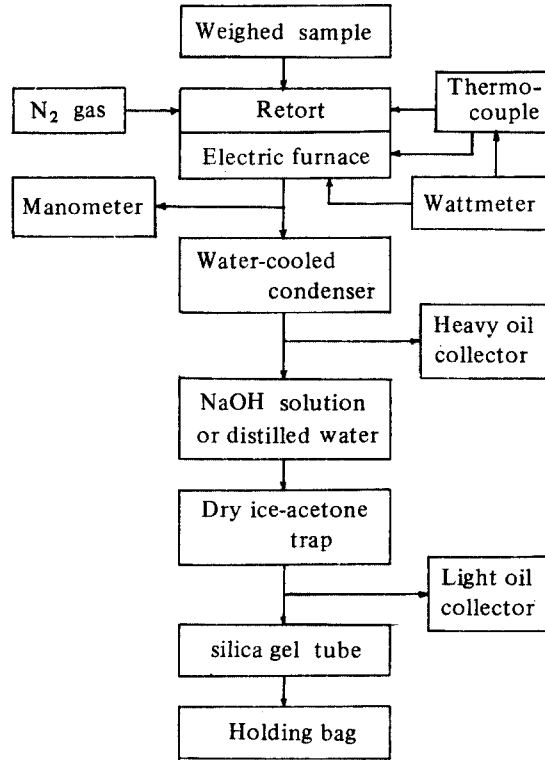 Weighed sample
N₂ gas
Retort
Thermo-
couple
Electric furnace
Manometer
Wattmeter
Water-cooled
condenser
Heavy oil
collector
NaOH solution
or distilled water
Dry ice-acetone
trap
Light oil
collector
silica gel tube
Holding bag